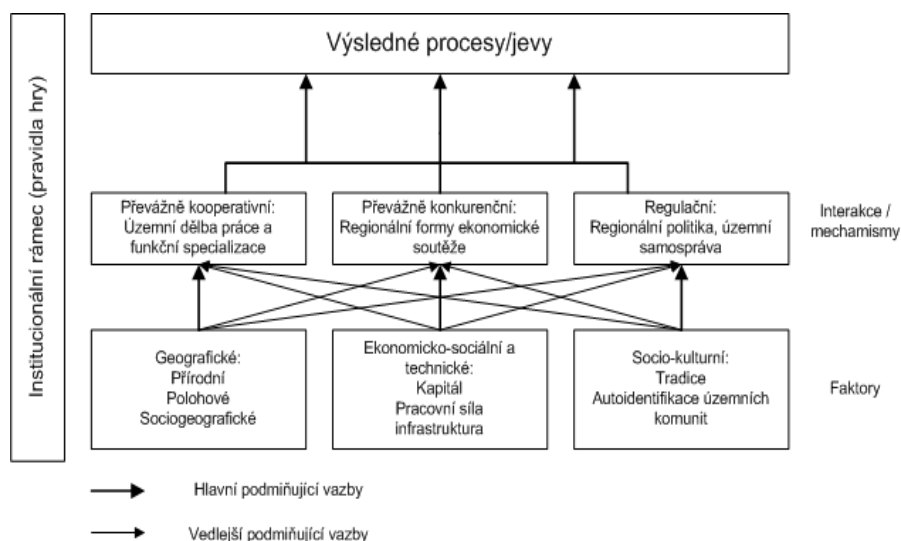 Výsledné procesy/jevy
Institucionální rámec (pravidla hry)
Převážně kooperativní:
Územní dělba práce a
funkční specializace
Převážně konkurenční:
Regionální formy ekonomické
soutěže
Regulační:
Regionální politika, územní
samospráva
Interakce /
mechamismy
Geografické:
Přírodní
Polohové
Sociogeografické
Ekonomicko-sociální a
technické:
Kapitál
Pracovní síla
infrastruktura
Socio-kulturní:
Tradice
Autoidentifikace územních
komunit
Faktory
Hlavní podmiňující vazby
Vedlejší podmiňující vazby